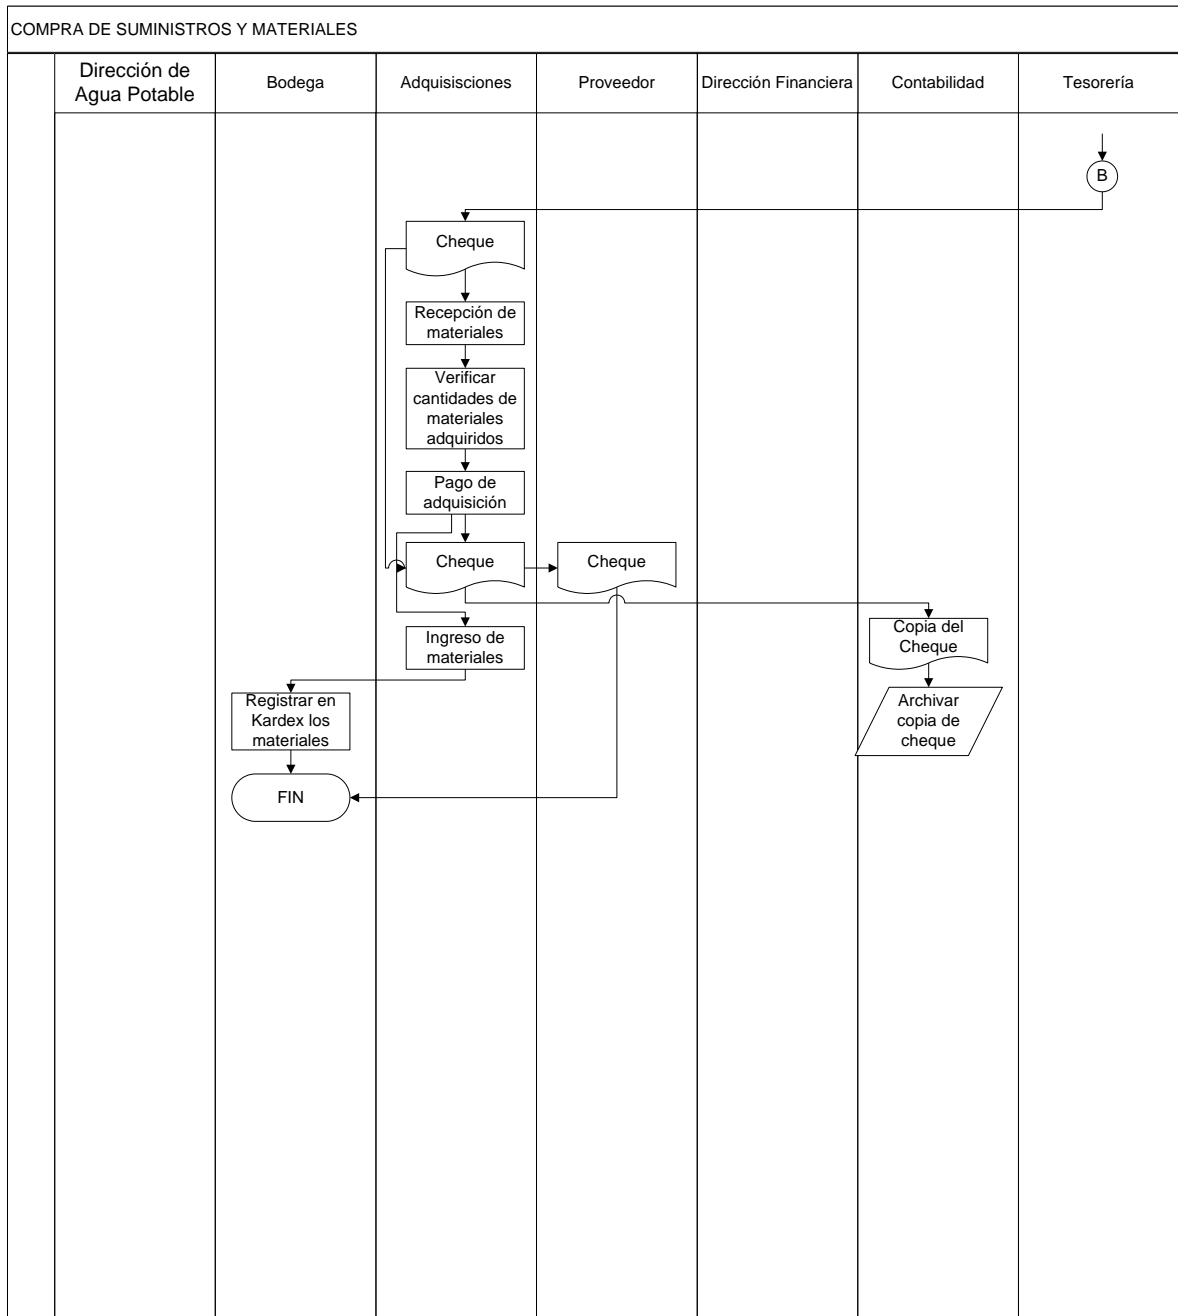 COMPRA DE SUMINISTROS Y MATERIALES
Dirección de
Agua Potable
Bodega
Adquisisciones
Proveedor
Dirección Financiera
Contabilidad
Tesorería
B
Cheque
Recepción de
materiales
Verificar
cantidades de
materiales
adquiridos
Pago de
adquisición
Cheque
Cheque
Copia del
Cheque
Ingreso de
materiales
Registrar en
Kardex los
materiales
Archivar
copia de
cheque
FIN